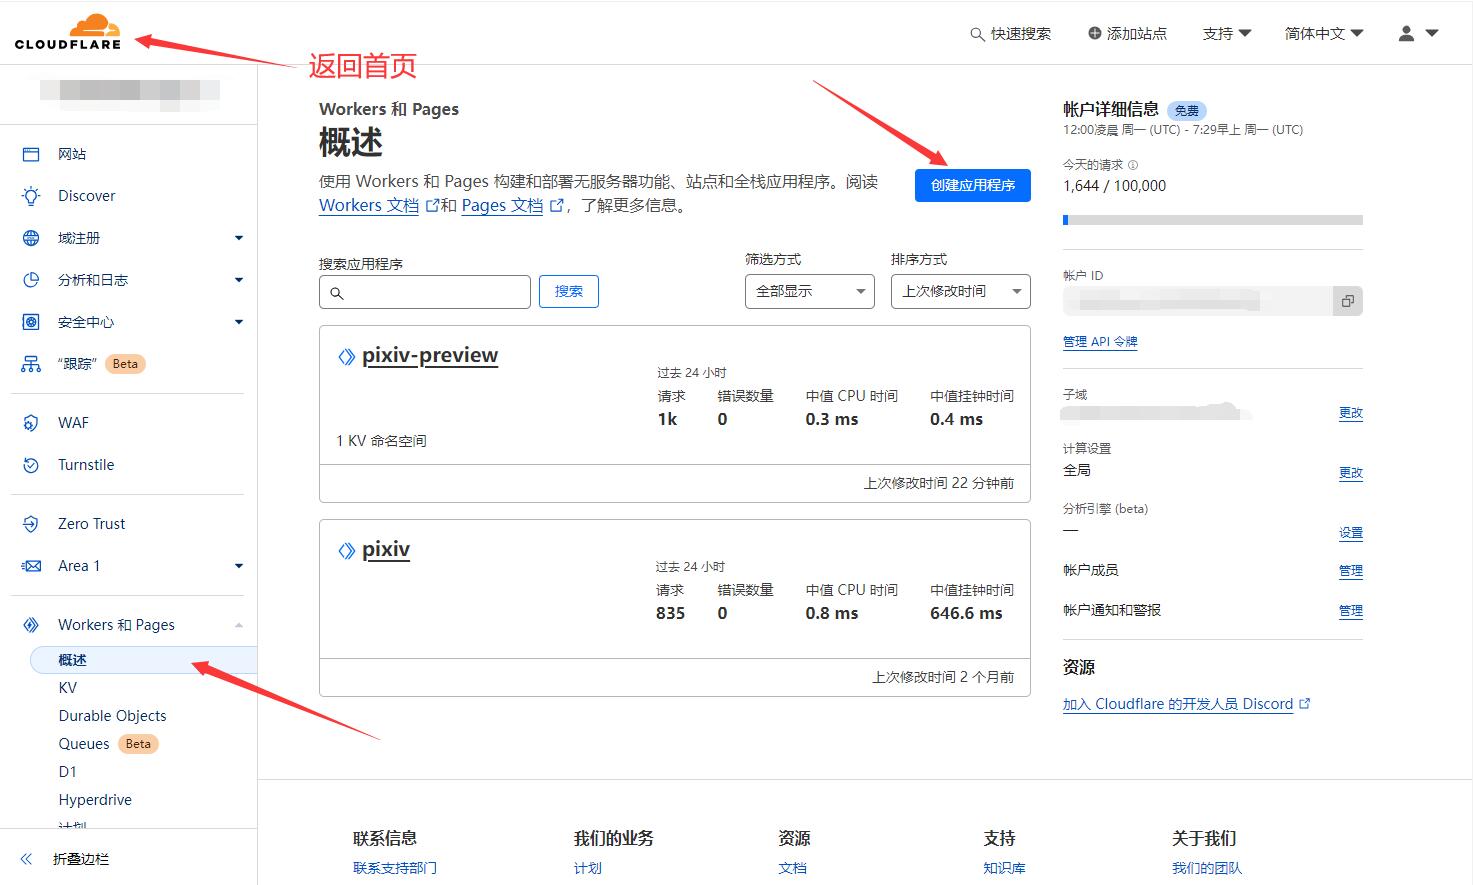 CLOUDFLARE
返回首页
快速搜索
添加站点
支持
简体中文
网站
Discover
域注册
分析和日志
安全中心
“跟踪” Beta
WAF
Turnstile
Zero Trust
Area 1
Workers 和 Pages
概述
KV
Durable Objects
Queues Beta
D1
Hyperdrive
计划
折叠边栏
Workers 和 Pages
概述
使用 Workers 和 Pages 构建和部署无服务器功能、站点和全栈应用程序。阅读
Workers 文档 和 Pages 文档 ，了解更多信息。
创建应用程序
搜索应用程序
搜索
筛选方式
全部显示
排序方式
上次修改时间
pixiv-preview
过去 24 小时
请求 错误数量 中值 CPU 时间 中值挂钟时间
1k 0 0.3 ms 0.4 ms
1 KV 命名空间
上次修改时间 22 分钟前
pixiv
过去 24 小时
请求 错误数量 中值 CPU 时间 中值挂钟时间
835 0 0.8 ms 646.6 ms
上次修改时间 2 个月前
帐户详细信息 免费
12:00凌晨 周一 (UTC) - 7:29早上 周一 (UTC)
今天的请求
1,644 / 100,000
帐户 ID
管理 API 令牌
子域
更改
计算设置
全局
更改
分析引擎 (beta)
—
设置
帐户成员 管理
帐户通知和警报 管理
资源
加入 Cloudflare 的开发人员 Discord
联系信息 我们的业务 资源 支持 关于我们
联系支持部门 计划 文档 知识库 我们的团队